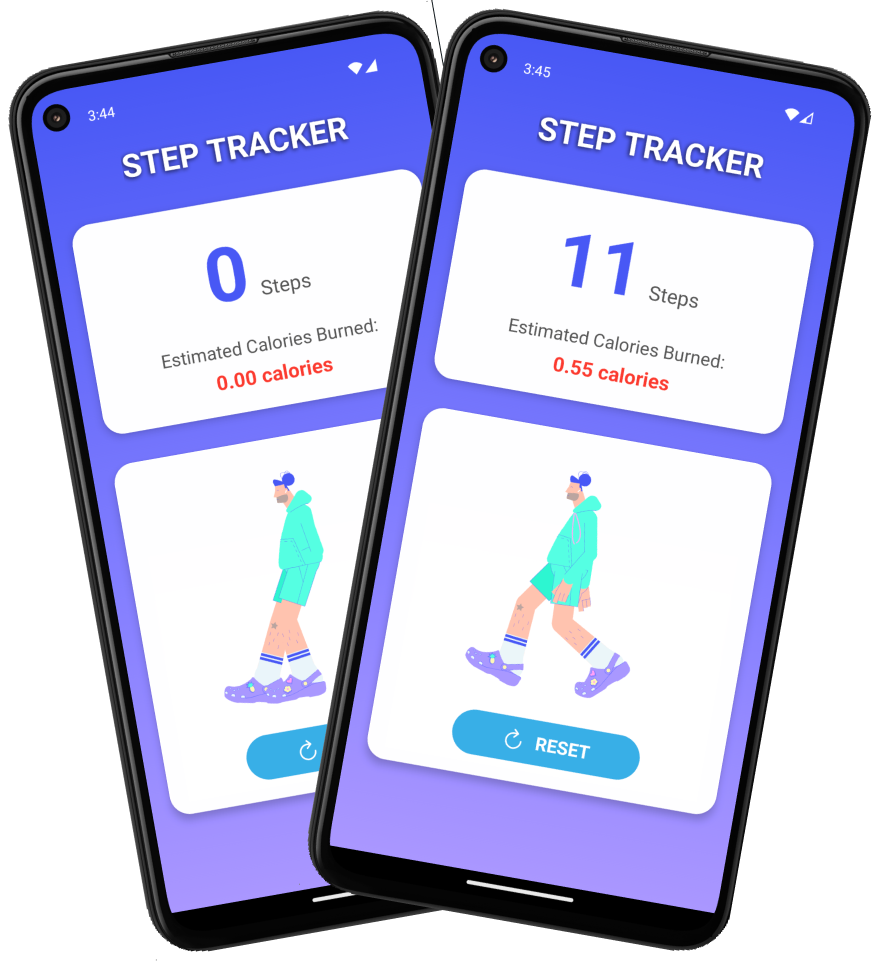 3:44
STEP TRACKER
0 Steps
Estimated Calories Burned:
0.00 calories
3:45
STEP TRACKER
11 Steps
Estimated Calories Burned:
0.55 calories
RESET